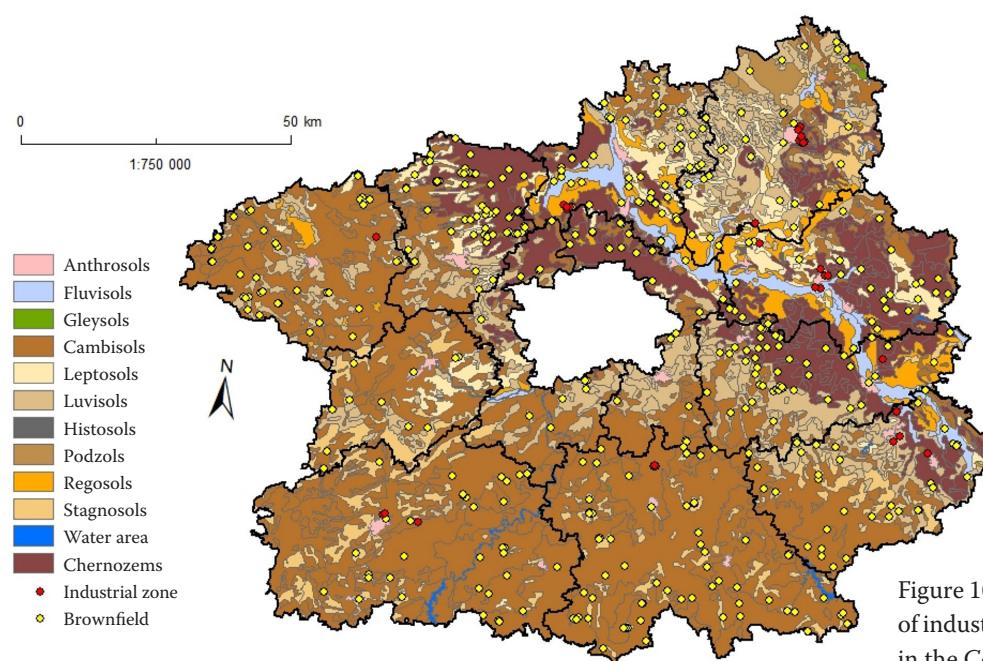 0
50 km
1:750 000
N
Anthrosols
Fluvisols
Gleysols
Cambisols
Leptosols
Luvisols
Histosols
Podzols
Regosols
Stagnosols
Water area
Chernozems
Industrial zone
Brownfield
Figure
of indust
in the